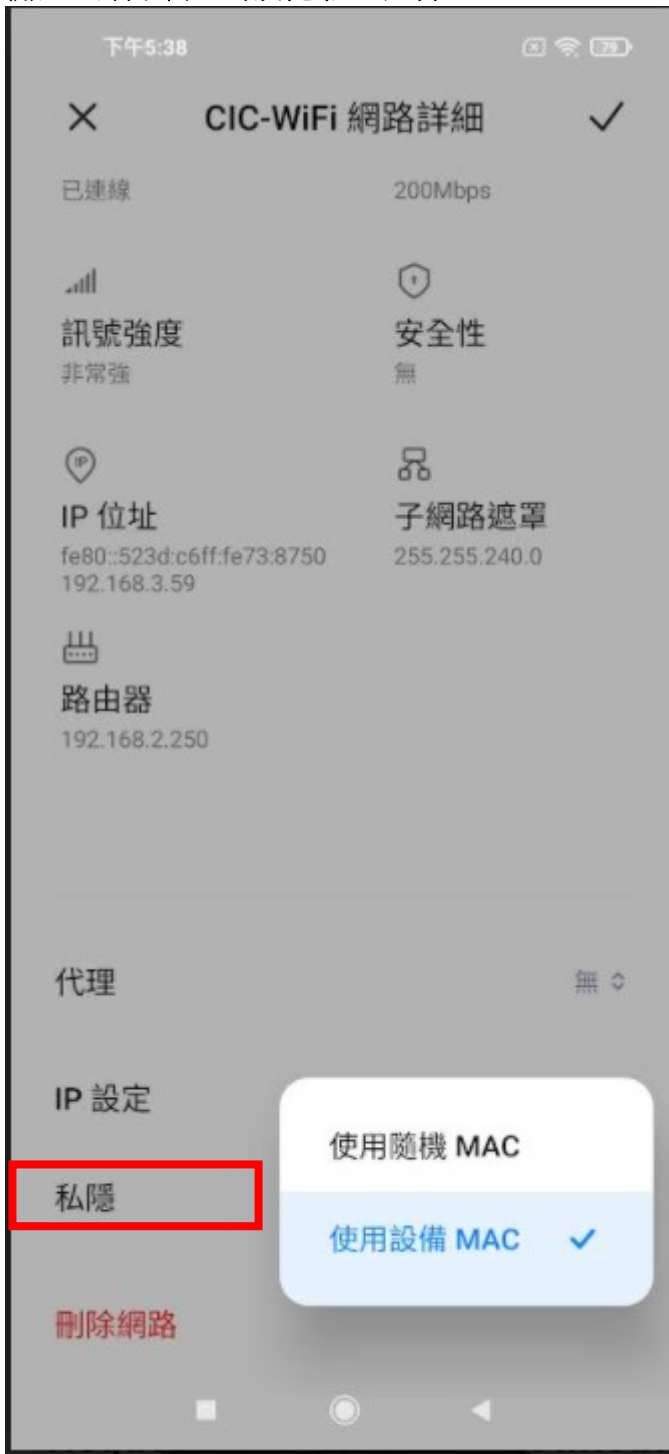 下午5:38
79
CIC-WiFi 網路詳細
已連線
200Mbps
訊號強度
非常強
安全性
無
IP
IP 位址
fe80::523d:c6ff:fe73:8750
192.168.3.59
子網路遮罩
255.255.240.0
路由器
192.168.2.250
代理
無
IP 設定
使用隨機 MAC
私隱
使用設備 MAC
刪除網路